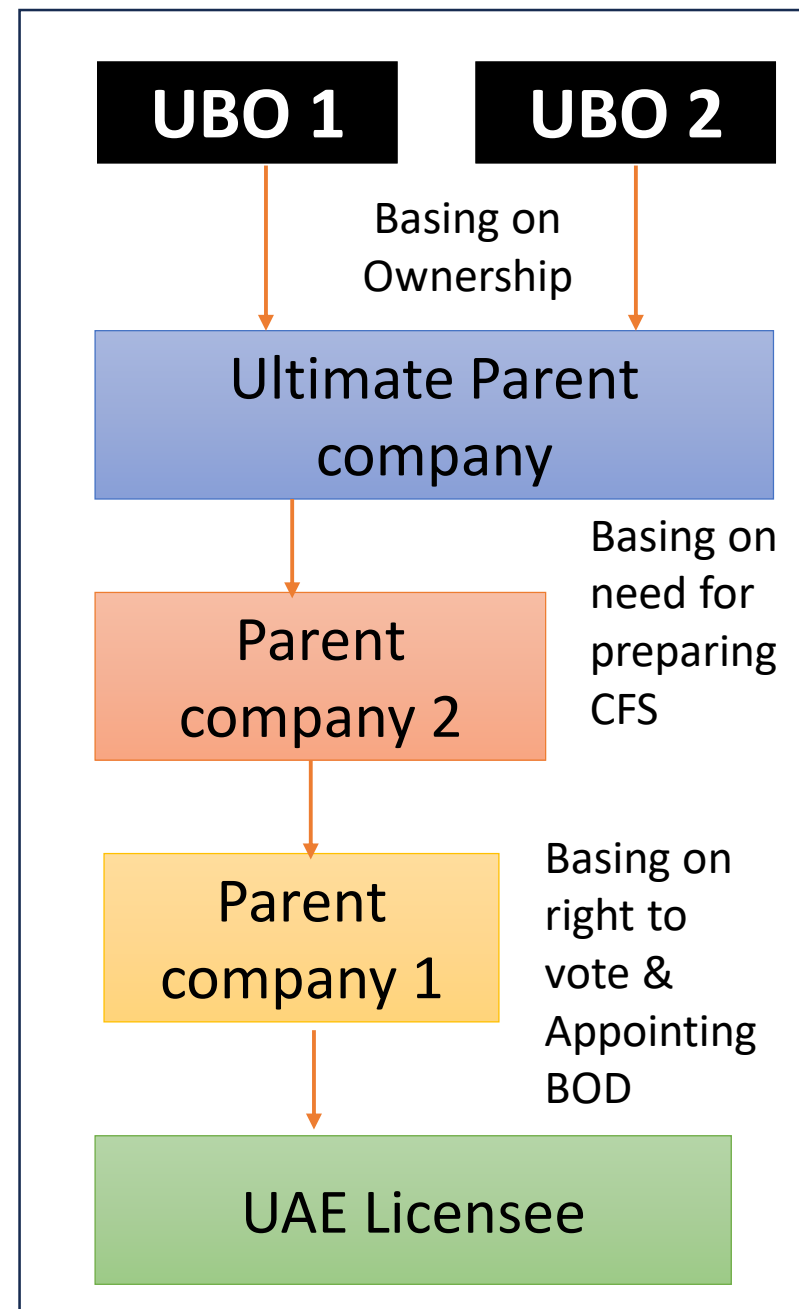 UBO 1
UBO 2
Basing on
Ownership
Ultimate Parent
company
Basing on
need for
preparing
CFS
Parent
company 2
Basing on
right to
vote &
Appointing
BOD
Parent
company 1
UAE Licensee